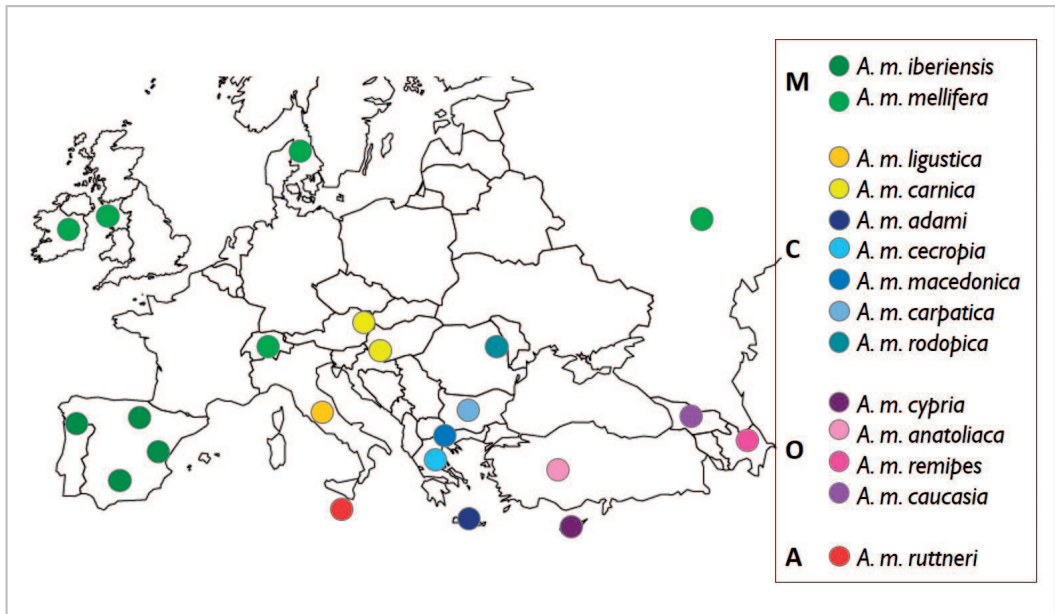 M
A. m. iberiensis
A. m. mellifera
C
A. m. ligustica
A. m. carnica
A. m. adami
A. m. cecropia
A. m. macedonica
A. m. carpatica
A. m. rodopica
O
A. m. cypria
A. m. anatoliaca
A. m. remipes
A. m. caucasia
A
A. m. ruttneri